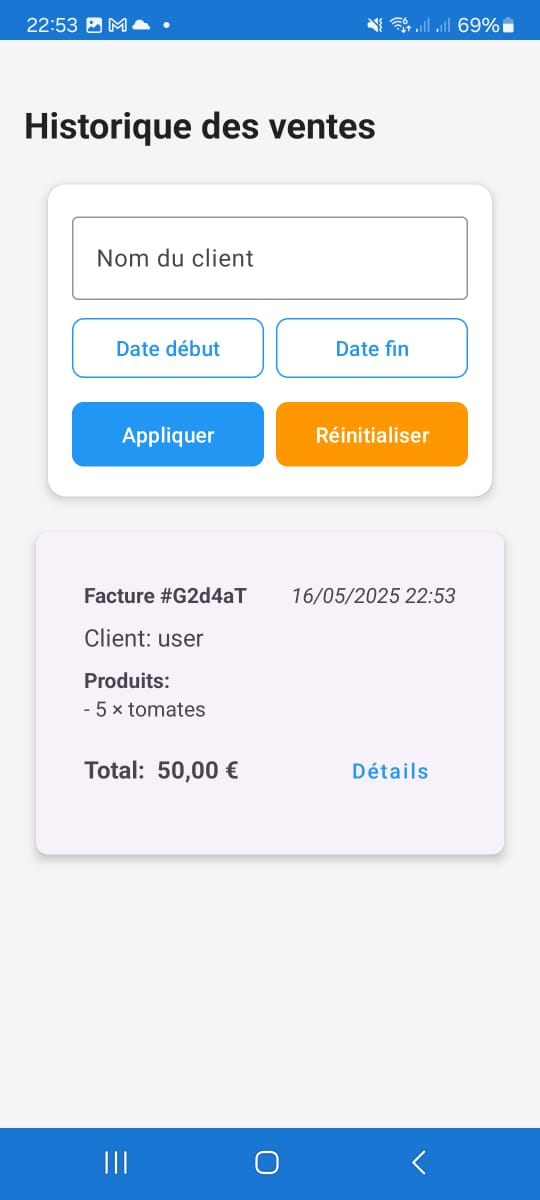 22:53 69%
Historique des ventes
Nom du client
Date début Date fin
Appliquer Réinitialiser
Facture #G2d4aT 16/05/2025 22:53
Client: user
Produits:
- 5 × tomates
Total: 50,00 € Détails